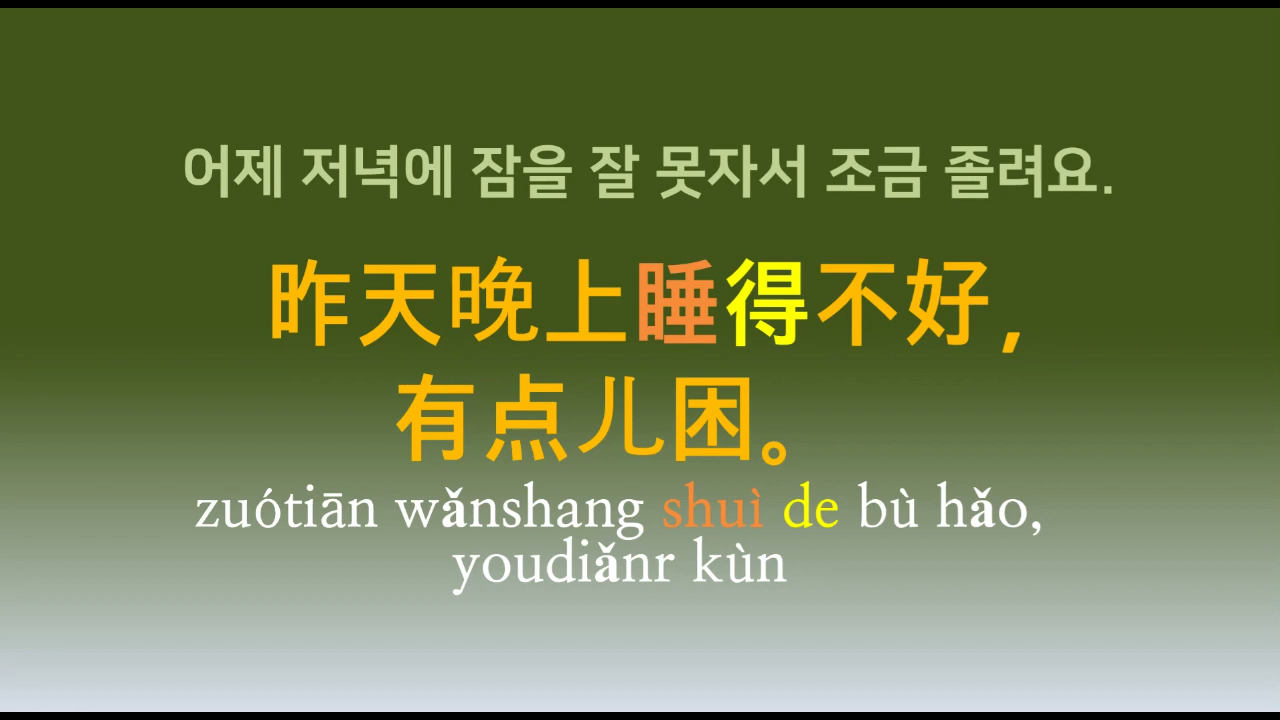 어제 저녁에 잠을 잘 못자서 조금 졸려요.
昨天晚上睡得不好,
有点儿困。
zuótiān wǎnshang shuì de bù hǎo,
youdiǎnr kùn